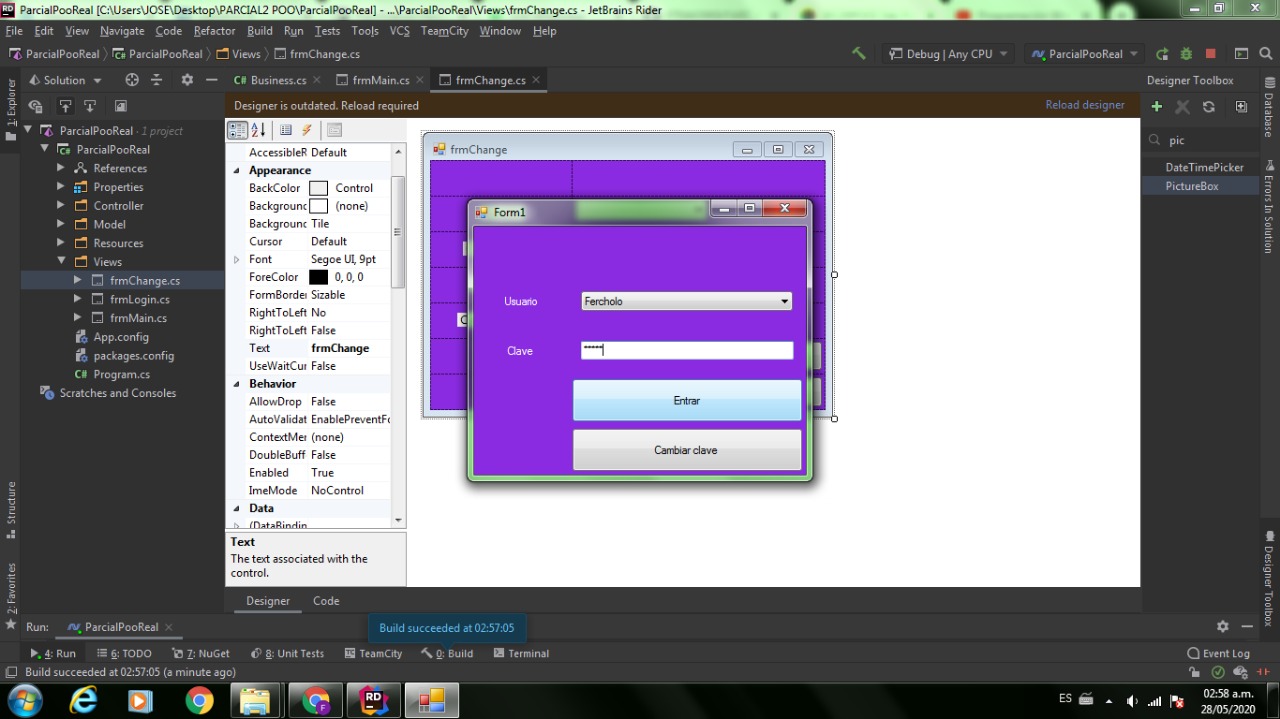 ParcialPooReal [C:\Users\JOSE\Desktop\PARCIAL2 POO\ParcialPooReal] - ...\ParcialPooReal\Views\frmChange.cs - JetBrains Rider
File Edit View Navigate Code Refactor Build Run Tests Tools VCS TeamCity Window Help
ParcialPooReal ParcialPooReal Views frmChange.cs Debug | Any CPU ParcialPooReal
Solution C# Business.cs frmMain.cs frmChange.cs Designer Toolbox
1: Explorer
Designer is outdated. Reload required Reload designer
ParcialPooReal · 1 project
ParcialPooReal
References
Properties
Controller
Model
Resources
Views
frmChange.cs
frmLogin.cs
frmMain.cs
App.config
packages.config
C# Program.cs
Scratches and Consoles
AccessibleR Default
Appearance
BackColor Control
Background (none)
Background Tile
Cursor Default
Font Segoe UI, 9pt
ForeColor 0, 0, 0
FormBorder Sizable
RightToLeft No
RightToLeft False
Text frmChange
UseWaitCur False
Behavior
AllowDrop False
AutoValidat EnablePreventFo
ContextMer (none)
DoubleBuff False
Enabled True
ImeMode NoControl
Data
(DataBindin
Text
The text associated with the
control.
frmChange
Form1
Usuario Fercholo
Clave *****
Entrar
Cambiar clave
pic
DateTimePicker
PictureBox
Database
Errors In Solution
Designer Toolbox
Structure
2: Favorites
Designer Code
Run: ParcialPooReal
Build succeeded at 02:57:05
4: Run 6: TODO 7: NuGet 8: Unit Tests TeamCity 0: Build Terminal Event Log
Build succeeded at 02:57:05 (a minute ago)
ES 02:58 a.m.
28/05/2020